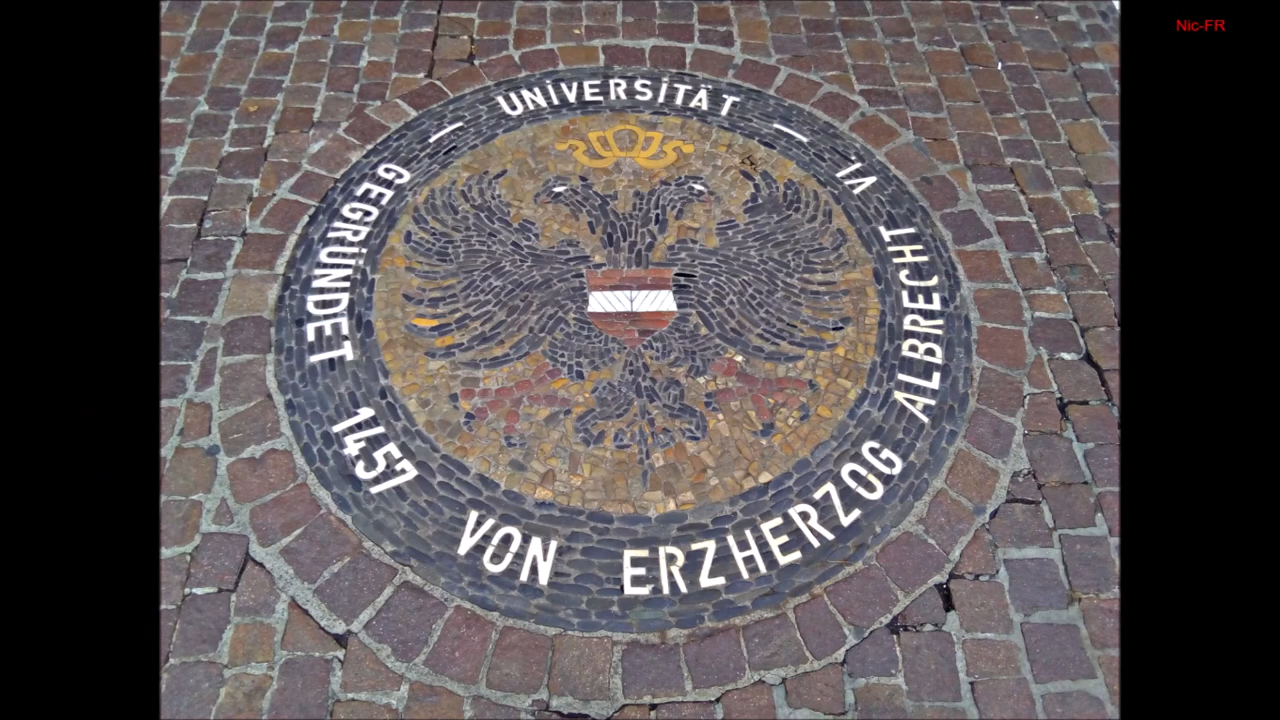 Nic-FR
— UNIVERSITÄT —
GEGRÜNDET 1457 VON ERZHERZOG ALBRECHT VI